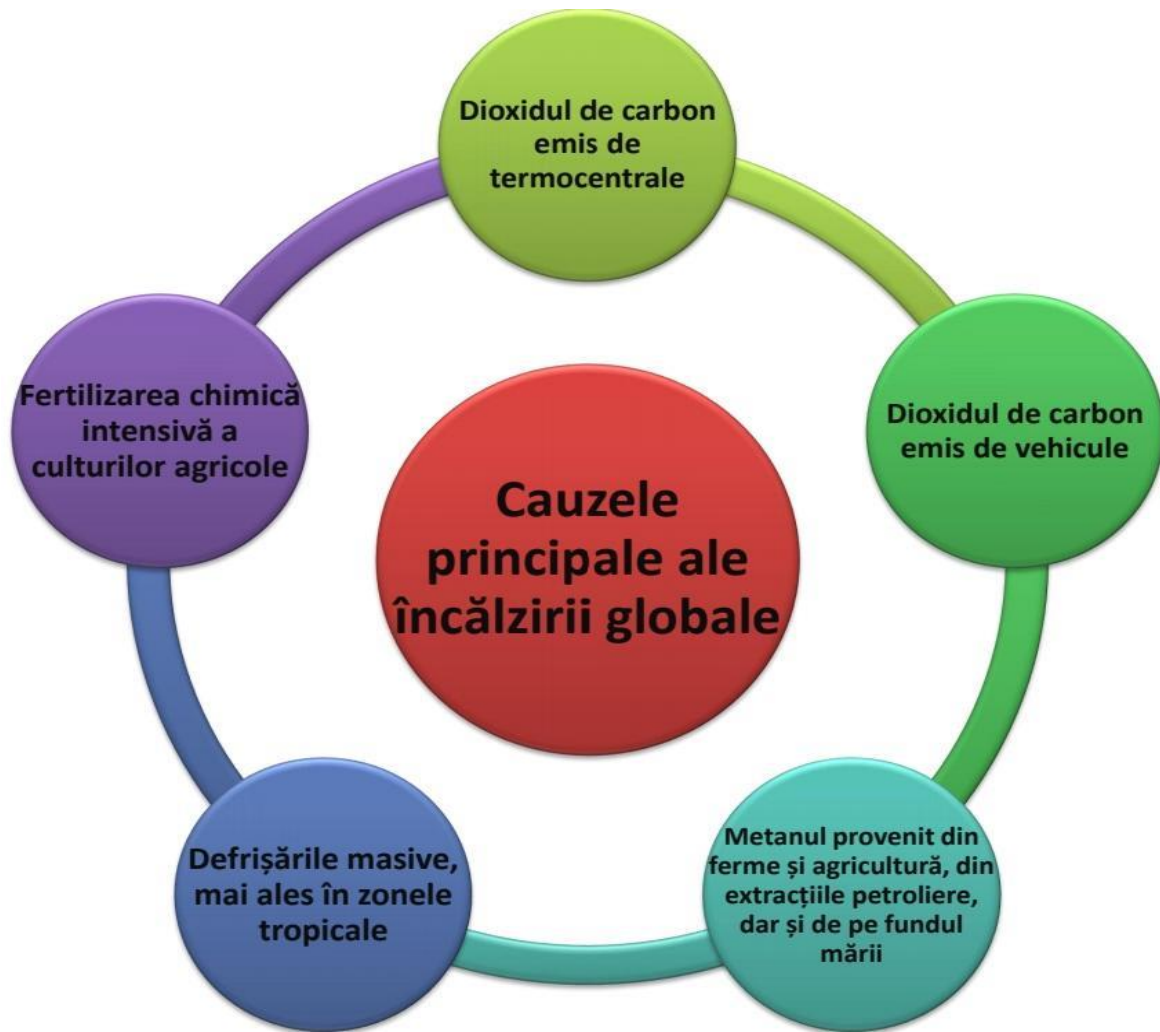 Dioxidul de carbon
emis de
termocentrale
Dioxidul de carbon
emis de vehicule
Metanul provenit din
ferme și agricultură, din
extracțiile petroliere,
dar și de pe fundul
mării
Defrișările masive,
mai ales în zonele
tropicale
Fertilizarea chimică
intensivă a
culturilor agricole
Cauzele
principale ale
încălzirii globale